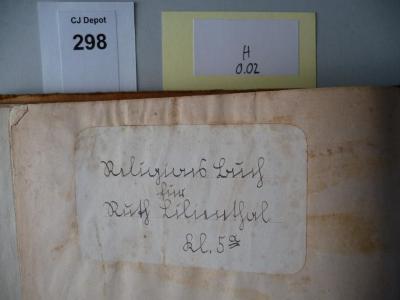 CJ Depot
298
H
0.02
Religions Buch
für
Ruth Lilienthal
Kl. 5a